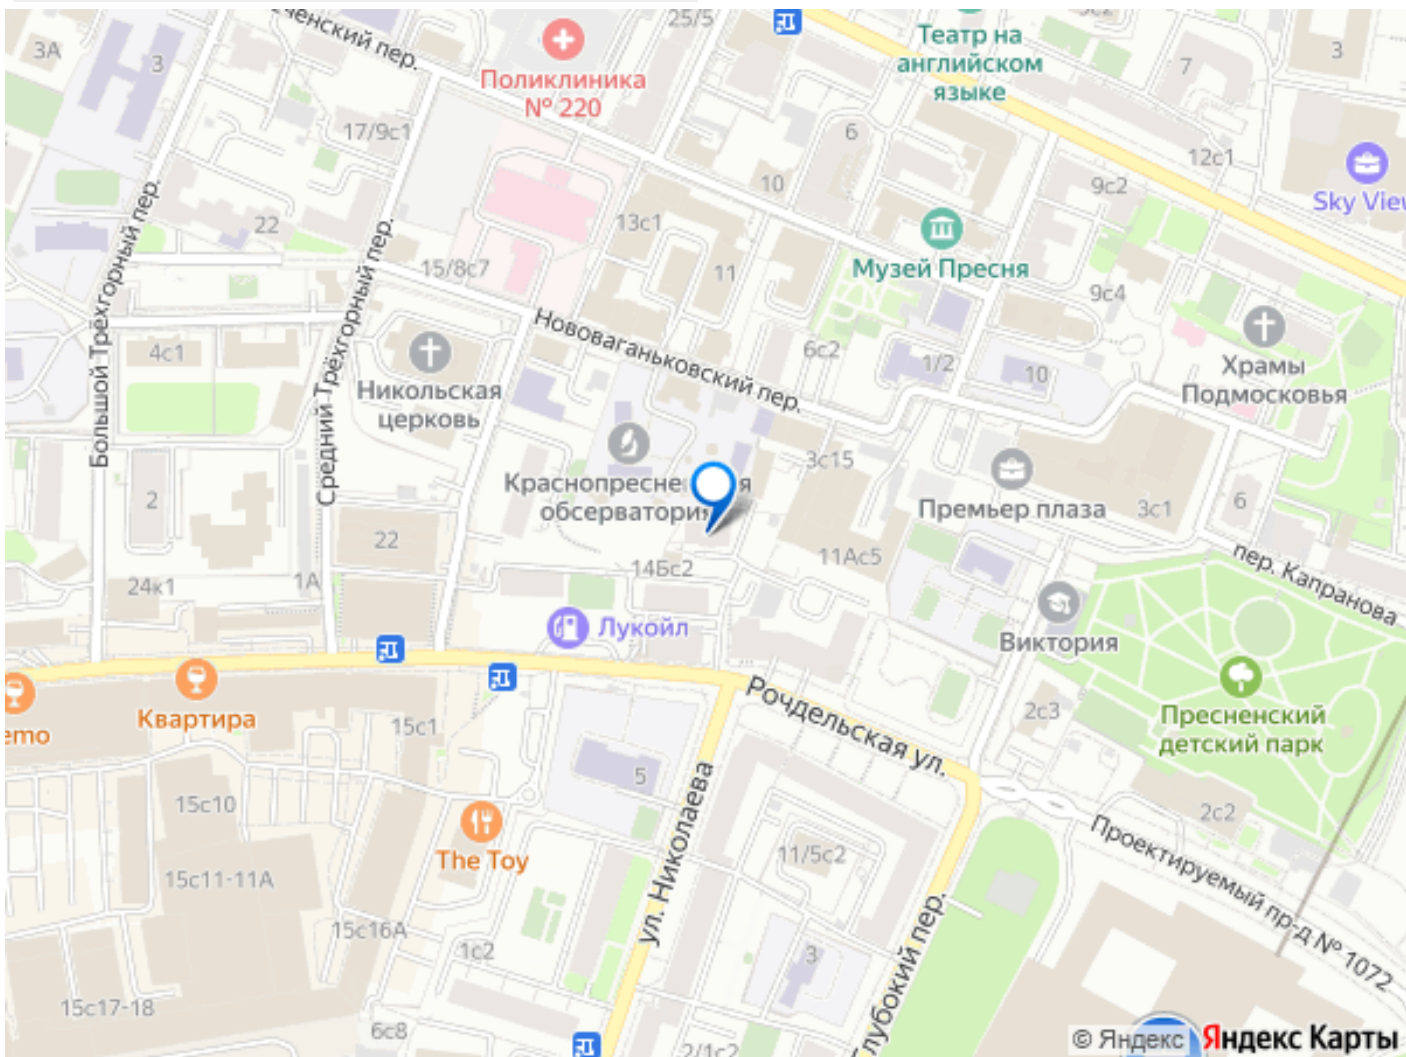 25/5
Театр на
английском
языке
3с2
3
7
3А
3
ченский пер.
Поликлиника
№ 220
17/9с1
6
12с1
10
9с2
Sky View
22
13с1
11
15/8с7
Музей Пресня
9с4
Большой Трёхгорный пер.
Средний Трёхгорный пер.
Нововаганьковский пер.
4с1
Никольская
церковь
6с2
1/2
10
Храмы
Подмосковья
Краснопресне я
обсерватория
3с15
Премьер плаза
3с1
6
2
22
24к1
1А
14Бс2
11Ас5
пер. Капранова
Лукойл
Виктория
emo
Квартира
15с1
Рочдельская ул.
2с3
Пресненский
детский парк
5
15с10
The Toy
ул. Николаева
11/5с2
2с2
Проектируемый пр-д № 1072
15с11-11А
15с16А
1с2
3
Глубокий пер.
15с17-18
6с8
2/1с2
© Яндекс Яндекс Карты